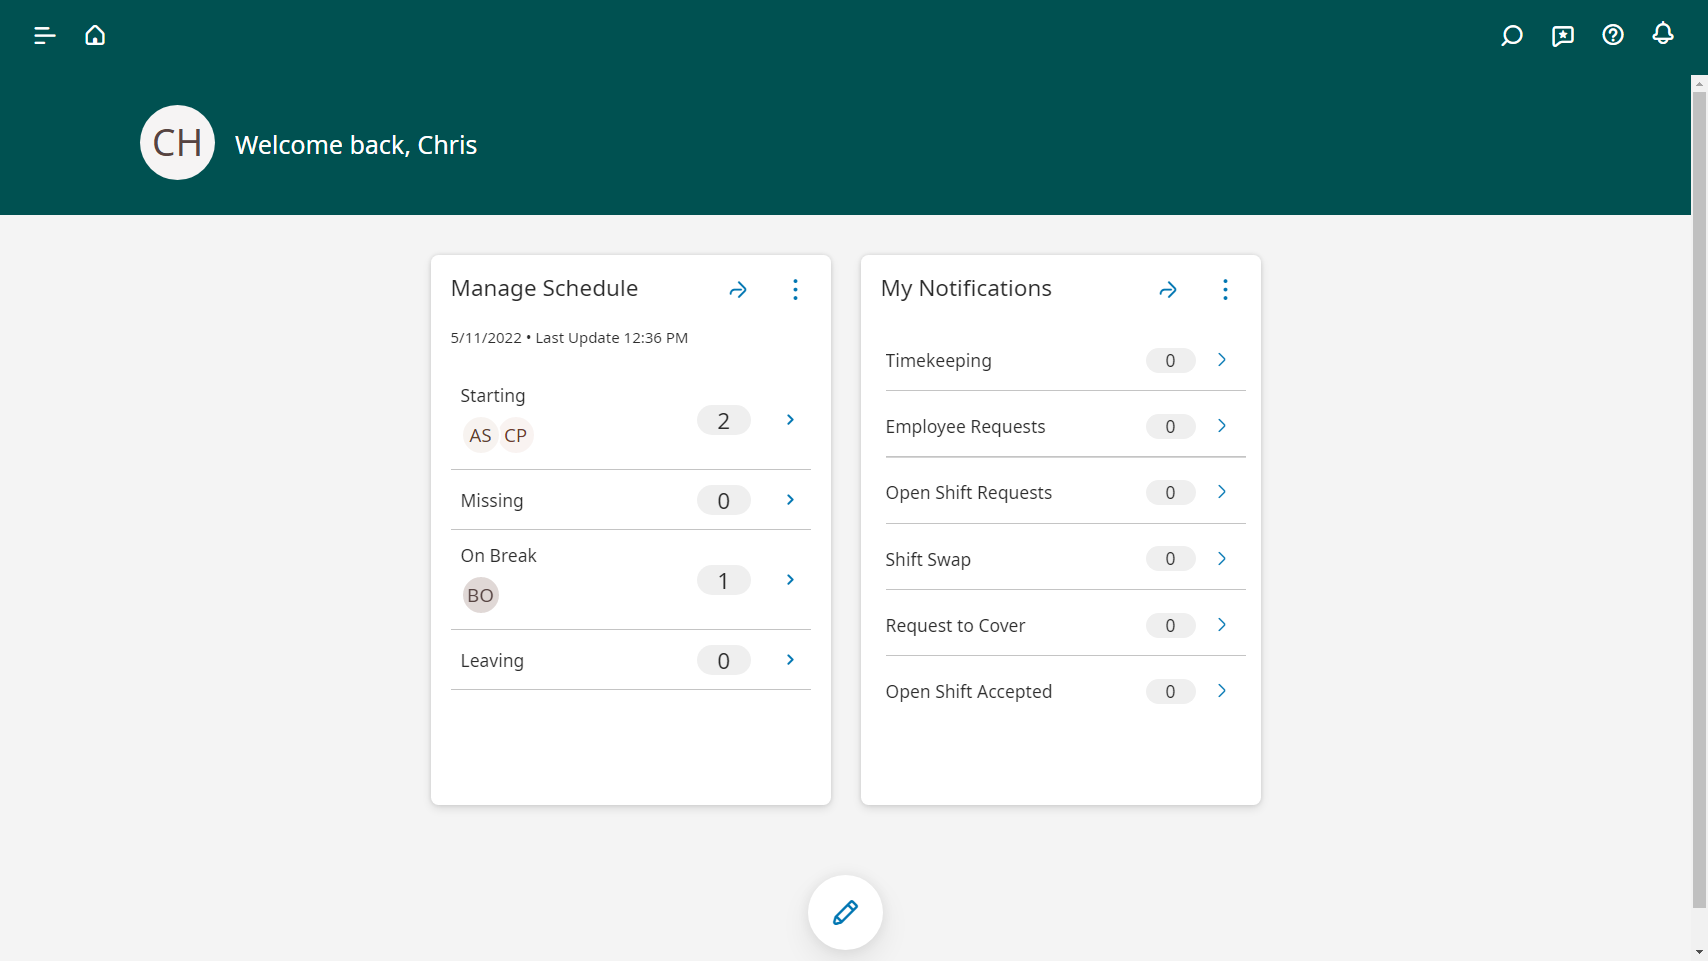 CH
Welcome back, Chris
Manage Schedule
5/11/2022 • Last Update 12:36 PM
Starting
AS CP
2
Missing
0
On Break
BO
1
Leaving
0
My Notifications
Timekeeping 0
Employee Requests 0
Open Shift Requests 0
Shift Swap 0
Request to Cover 0
Open Shift Accepted 0